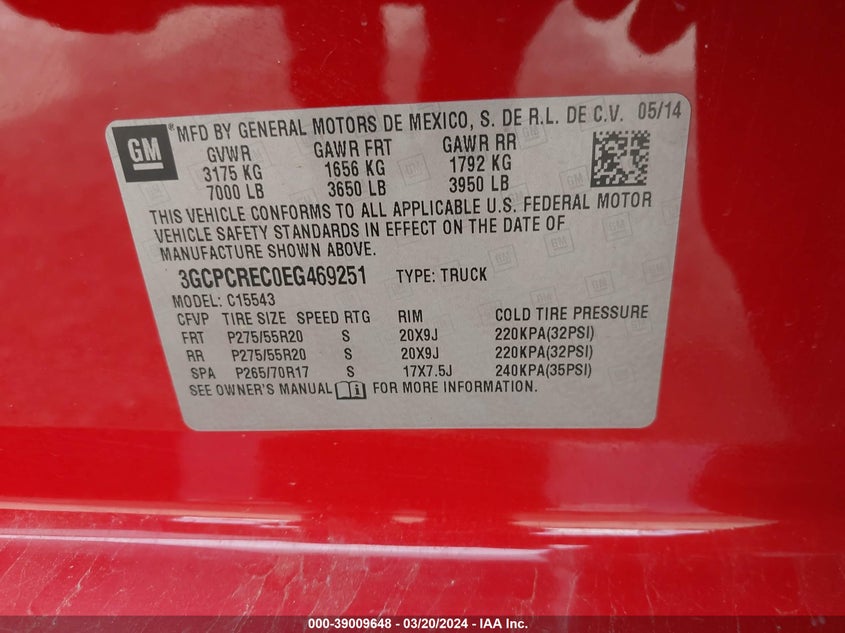 GM ® MFD BY GENERAL MOTORS DE MEXICO, S. DE R.L. DE C.V. 05/14
GVWR GAWR FRT GAWR RR
3175 KG 1656 KG 1792 KG
7000 LB 3650 LB 3950 LB
THIS VEHICLE CONFORMS TO ALL APPLICABLE U.S. FEDERAL MOTOR
VEHICLE SAFETY STANDARDS IN EFFECT ON THE DATE OF
MANUFACTURE SHOWN ABOVE.
3GCPCREC0EG469251 TYPE: TRUCK
MODEL: C15543
CFVP TIRE SIZE SPEED RTG RIM COLD TIRE PRESSURE
FRT P275/55R20 S 20X9J 220KPA(32PSI)
RR P275/55R20 S 20X9J 220KPA(32PSI)
SPA P265/70R17 S 17X7.5J 240KPA(35PSI)
SEE OWNER'S MANUAL FOR MORE INFORMATION.
000-39009648 - 03/20/2024 - IAA Inc.